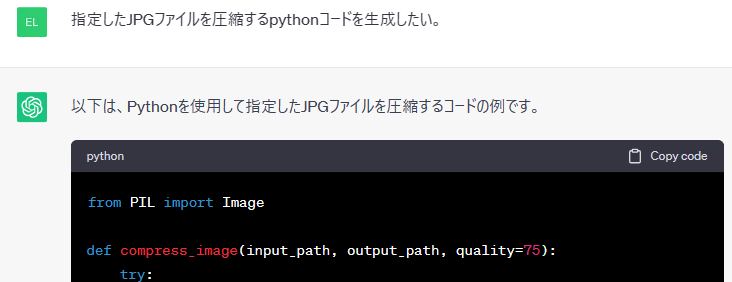 EL
指定したJPGファイルを圧縮するpythonコードを生成したい。
以下は、Pythonを使用して指定したJPGファイルを圧縮するコードの例です。
python Copy code
from PIL import Image
def compress_image(input_path, output_path, quality=75):
try: